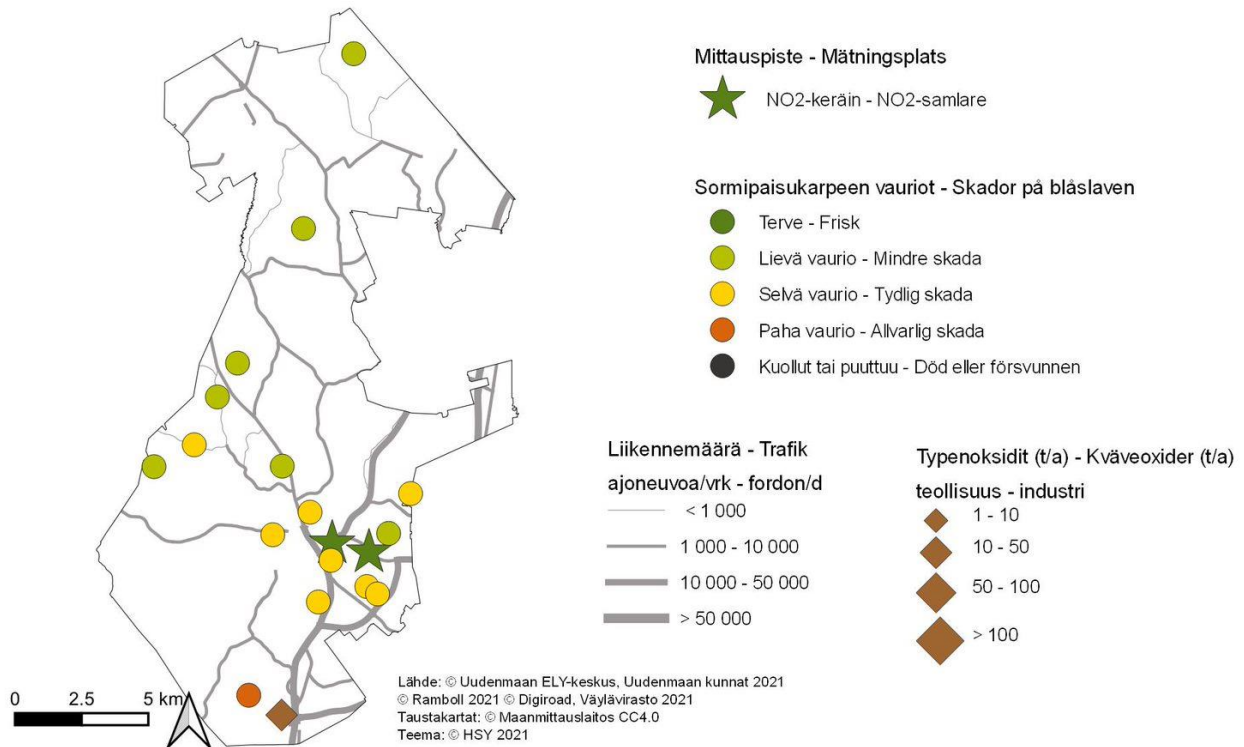 Mittauspiste - Mätningsplats
NO2-keräin - NO2-samlare
Sormipaisukarpeen vauriot - Skador på blåslaven
Terve - Frisk
Lievä vaurio - Mindre skada
Selvä vaurio - Tydlig skada
Paha vaurio - Allvarlig skada
Kuollut tai puuttuu - Död eller försvunnen
Liikennemäärä - Trafik
ajoneuvoa/vrk - fordon/d
< 1 000
1 000 - 10 000
10 000 - 50 000
> 50 000
Typenoksidit (t/a) - Kväveoxider (t/a)
teollisuus - industri
1 - 10
10 - 50
50 - 100
> 100
0 2.5 5 km
Lähde: © Uudenmaan ELY-keskus, Uudenmaan kunnat 2021
© Ramboll 2021 © Digiroad, Väylävirasto 2021
Taustakartat: © Maanmittauslaitos CC4.0
Teema: © HSY 2021